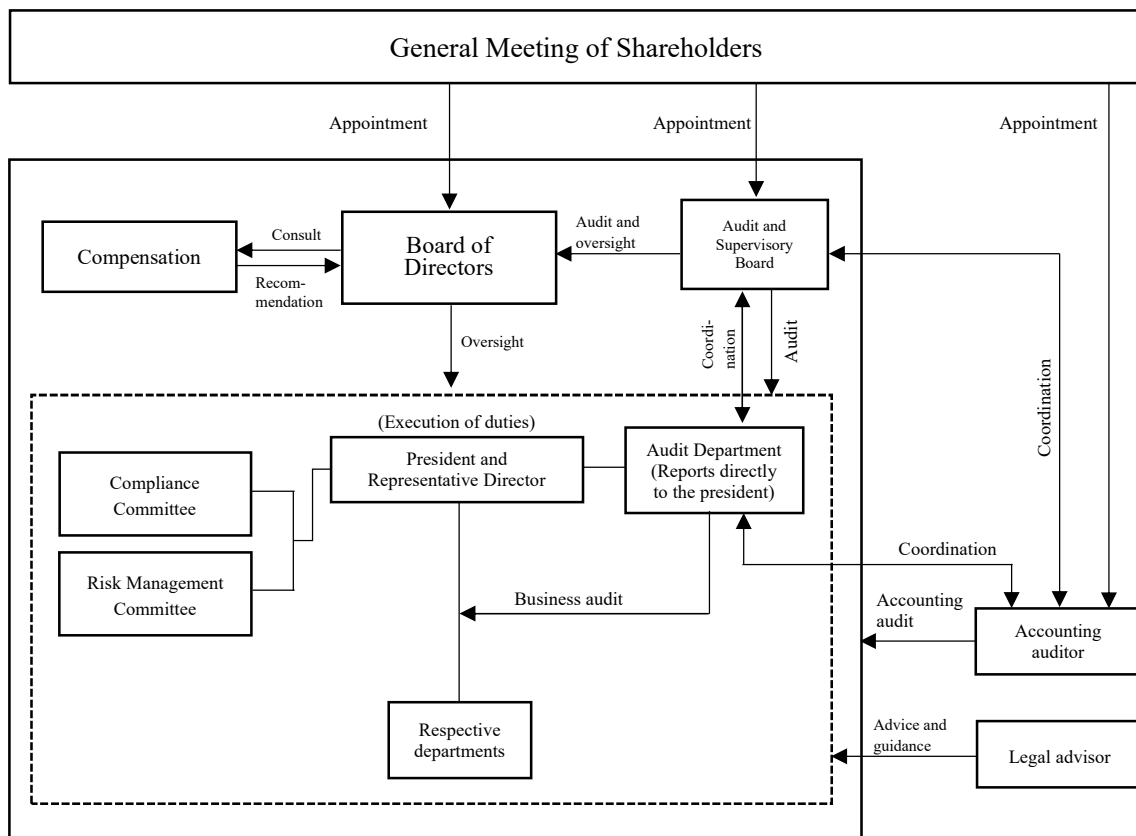 General Meeting of Shareholders
Appointment
Appointment
Appointment
Compensation
Consult
Recom-
mendation
Board of
Directors
Audit and
oversight
Audit and
Supervisory
Board
Oversight
Coordi-
nation
Audit
Coordination
(Execution of duties)
President and
Representative Director
Audit Department
(Reports directly
to the president)
Compliance
Committee
Risk Management
Committee
Coordination
Business audit
Accounting
audit
Accounting
auditor
Respective
departments
Advice and
guidance
Legal advisor